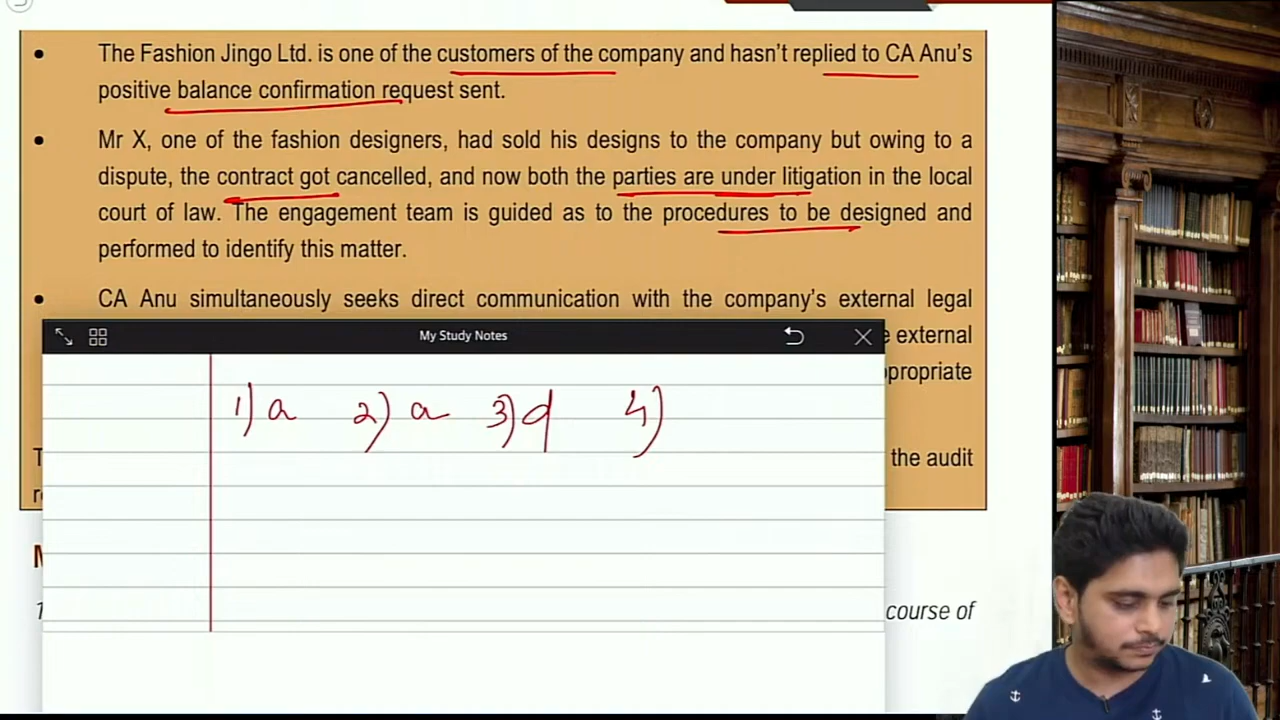 • The Fashion Jingo Ltd. is one of the customers of the company and hasn't replied to CA Anu's
positive balance confirmation request sent.
• Mr X, one of the fashion designers, had sold his designs to the company but owing to a
dispute, the contract got cancelled, and now both the parties are under litigation in the local
court of law. The engagement team is guided as to the procedures to be designed and
performed to identify this matter.
• CA Anu simultaneously seeks direct communication with the company's external legal
My Study Notes
e external
propriate
1) a 2) a 3) d 4)
the audit
course of